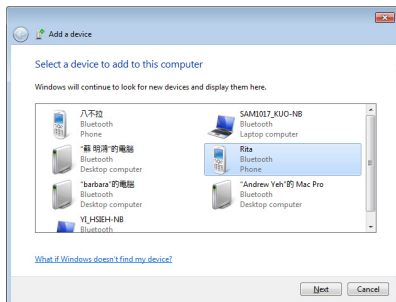 Add a device
Select a device to add to this computer
Windows will continue to look for new devices and display them here.
八不拉
Bluetooth
Phone
SAM1017_KUO-NB
Bluetooth
Laptop computer
"蘇明鴻"的電腦
Bluetooth
Desktop computer
Rita
Bluetooth
Phone
"barbara"的電腦
Bluetooth
Desktop computer
"Andrew Yeh"的 Mac Pro
Bluetooth
Desktop computer
YI_HSIEH-NB
Bluetooth
What if Windows doesn't find my device?
Next
Cancel